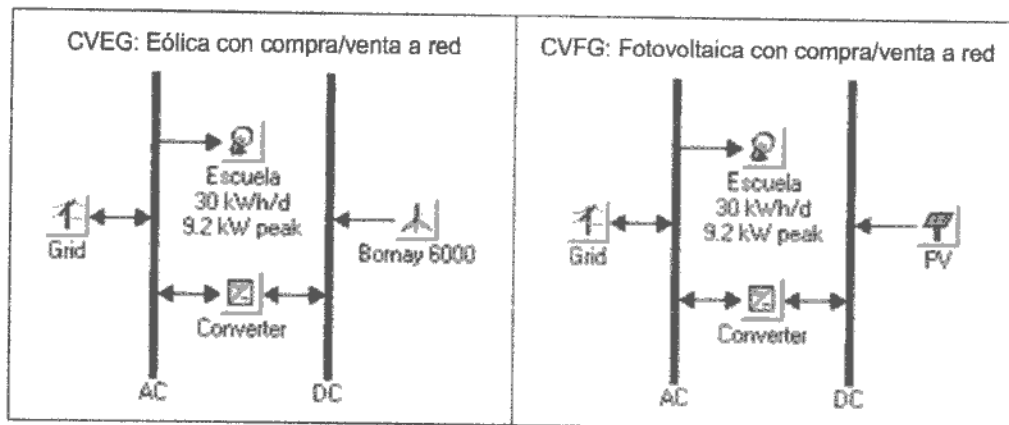 CVEG: Eólica con compra/venta a red
Escuela
30 kWh/d
9.2 kW peak
Grid
Bornay 6000
Converter
AC
DC
CVFG: Fotovoltaica con compra/venta a red
Escuela
30 kWh/d
9.2 kW peak
Grid
PV
Converter
AC
DC